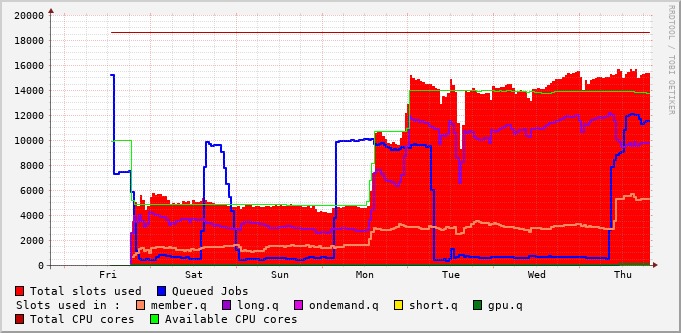 20000
18000
16000
14000
12000
10000
8000
6000
4000
2000
0
Fri Sat Sun Mon Tue Wed Thu
RRDTOOL / TOBI OETIKER
Total slots used Queued Jobs
Slots used in : member.q long.q ondemand.q short.q gpu.q
Total CPU cores Available CPU cores